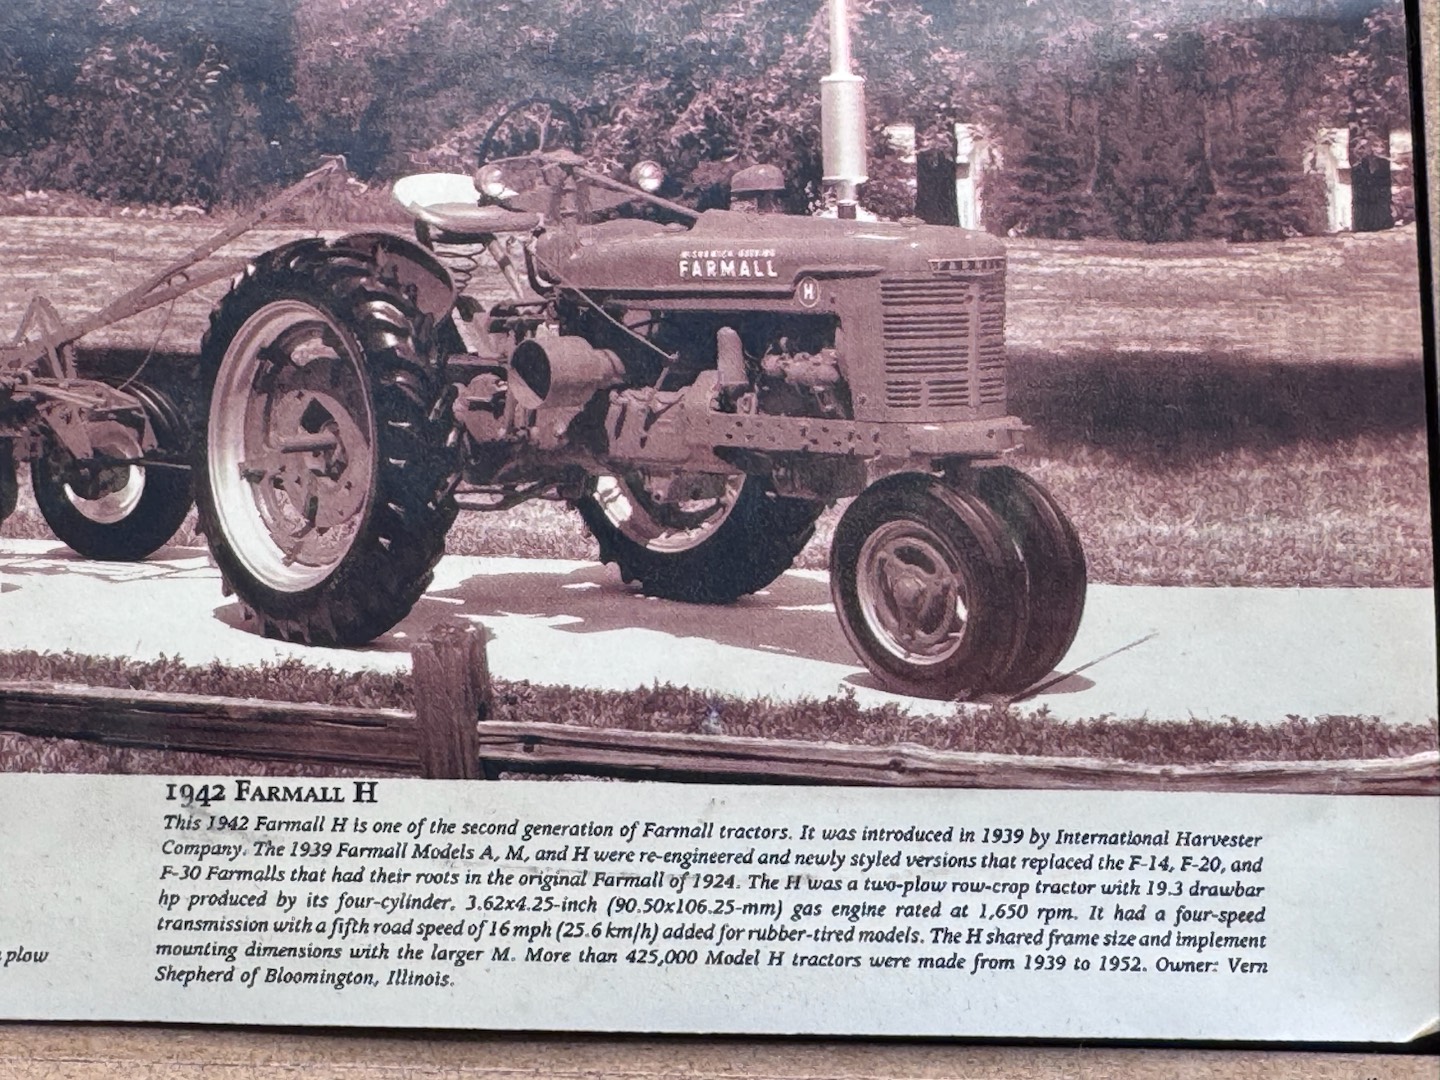 McCORMICK-DEERING
FARMALL
H
FARMALL
1942 FARMALL H
This 1942 Farmall H is one of the second generation of Farmall tractors. It was introduced in 1939 by International Harvester
Company. The 1939 Farmall Models A, M, and H were re-engineered and newly styled versions that replaced the F-14, F-20, and
F-30 Farmalls that had their roots in the original Farmall of 1924. The H was a two-plow row-crop tractor with 19.3 drawbar
hp produced by its four-cylinder. 3.62x4.25-inch (90.50x106.25-mm) gas engine rated at 1,650 rpm. It had a four-speed
transmission with a fifth road speed of 16 mph (25.6 km/h) added for rubber-tired models. The H shared frame size and implement
mounting dimensions with the larger M. More than 425,000 Model H tractors were made from 1939 to 1952. Owner: Vern
Shepherd of Bloomington, Illinois.
plow